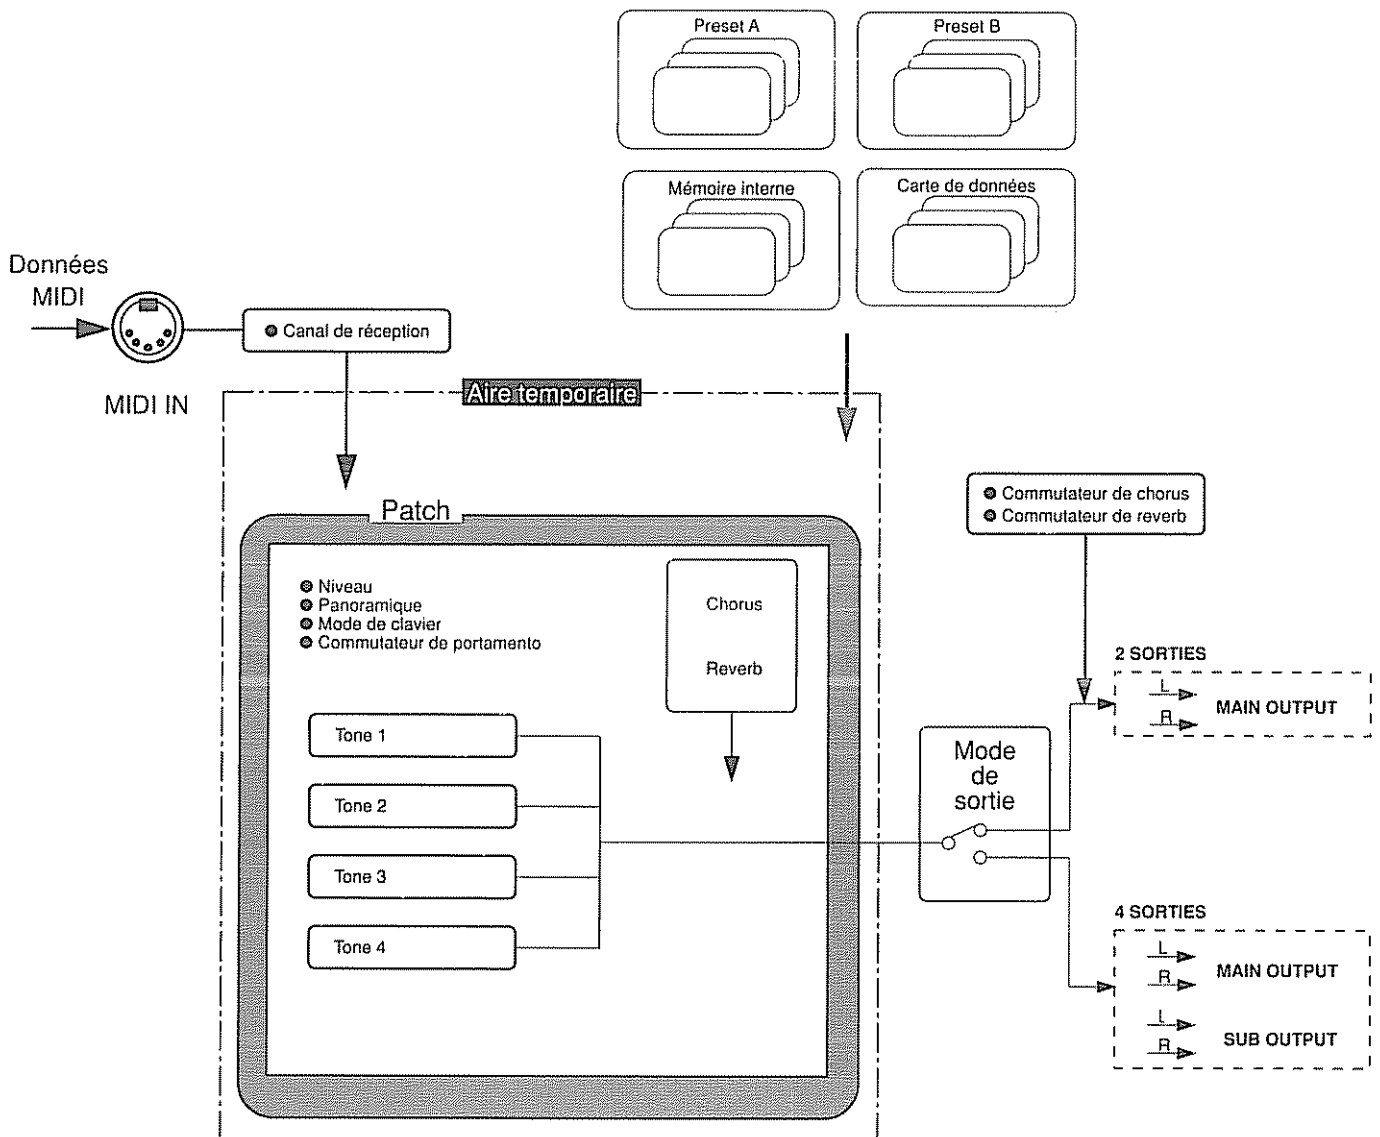 Preset A
Preset B
Mémoire interne
Carte de données
Données
MIDI
● Canal de réception
MIDI IN
Aire temporaire
● Commutateur de chorus
● Commutateur de reverb
Patch
● Niveau
● Panoramique
● Mode de clavier
● Commutateur de portamento
Chorus
Reverb
Tone 1
Tone 2
Tone 3
Tone 4
Mode
de
sortie
2 SORTIES
L
R
MAIN OUTPUT
4 SORTIES
L
R
MAIN OUTPUT
L
R
SUB OUTPUT